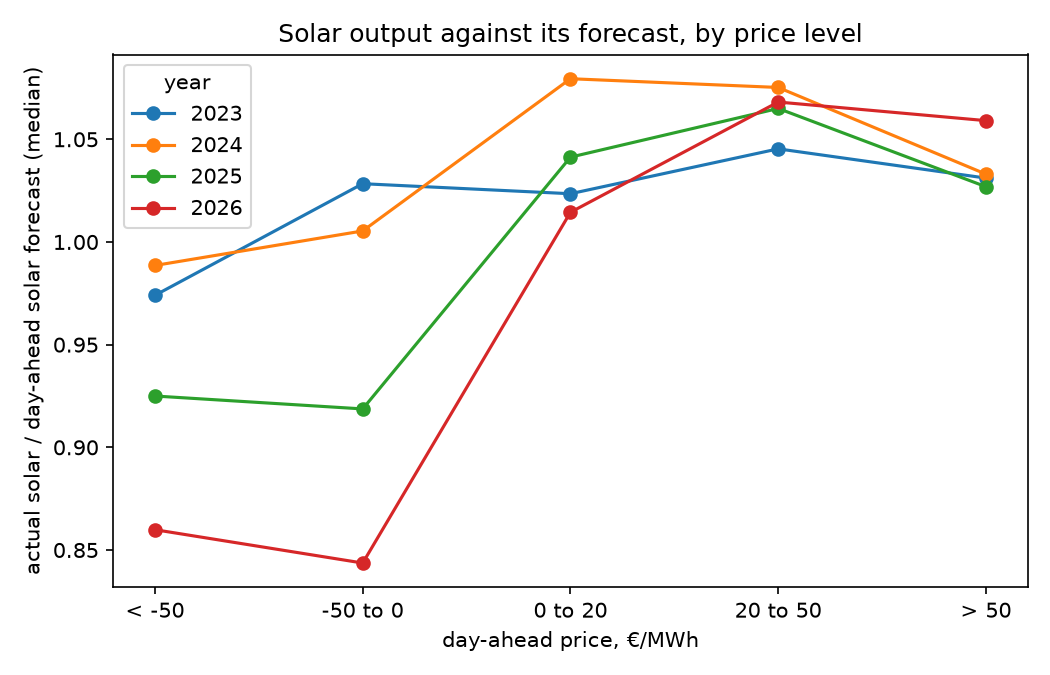 Solar output against its forecast, by price level
year
2023
2024
2025
2026
actual solar / day-ahead solar forecast (median)
1.05
1.00
0.95
0.90
0.85
< -50
-50 to 0
0 to 20
20 to 50
> 50
day-ahead price, €/MWh